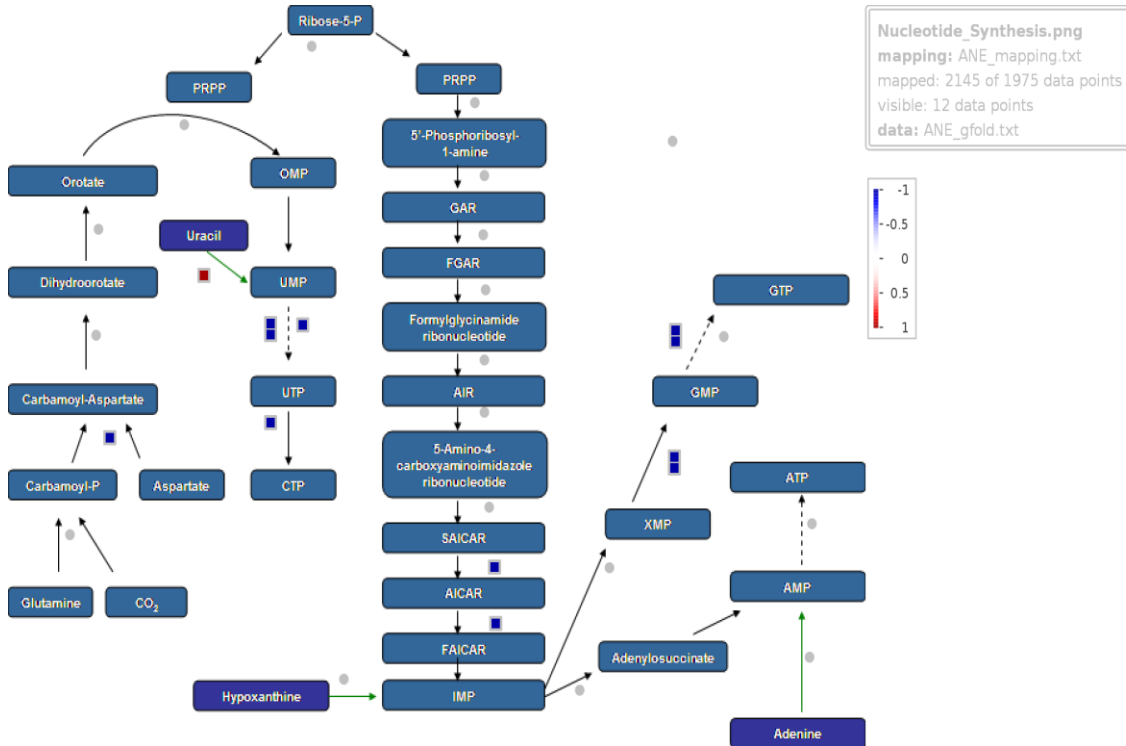 Ribose-5-P
Nucleotide_Synthesis.png
mapping: ANE_mapping.txt
mapped: 2145 of 1975 data points
visible: 12 data points
data: ANE_gfold.txt
PRPP
PRPP
5'-Phosphoribosyl-
1-amine
Orotate
OMP
GAR
-1
-0.5
0
0.5
1
Uracil
FGAR
Dihydroorotate
UMP
GTP
Formylglycinamide
ribonucleotide
Carbamoyl-Aspartate
UTP
AIR
GMP
5-Amino-4-
carboxyaminoimidazole
ribonucleotide
Carbamoyl-P
Aspartate
CTP
ATP
XMP
SAICAR
AICAR
AMP
Glutamine
CO2
FAICAR
Adenylosuccinate
Hypoxanthine
IMP
Adenine